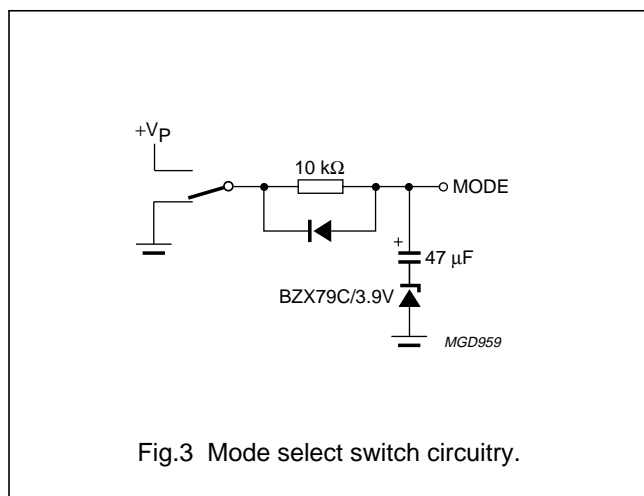 +VP
10 kΩ
MODE
+
47 µF
BZX79C/3.9V
MGD959
Fig.3 Mode select switch circuitry.